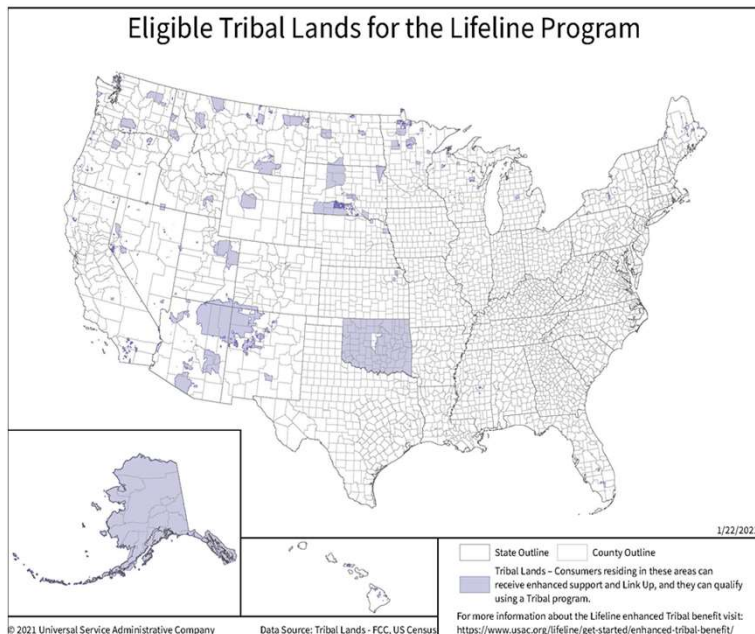 Eligible Tribal Lands for the Lifeline Program
State Outline County Outline
Tribal Lands – Consumers residing in these areas can
receive enhanced support and Link Up, and they can qualify
using a Tribal program.
For more information about the Lifeline enhanced Tribal benefit visit:
https://www.usac.org/lifeline/get-started/enhanced-tribal-benefit/
© 2021 Universal Service Administrative Company Data Source: Tribal Lands - FCC, US Census